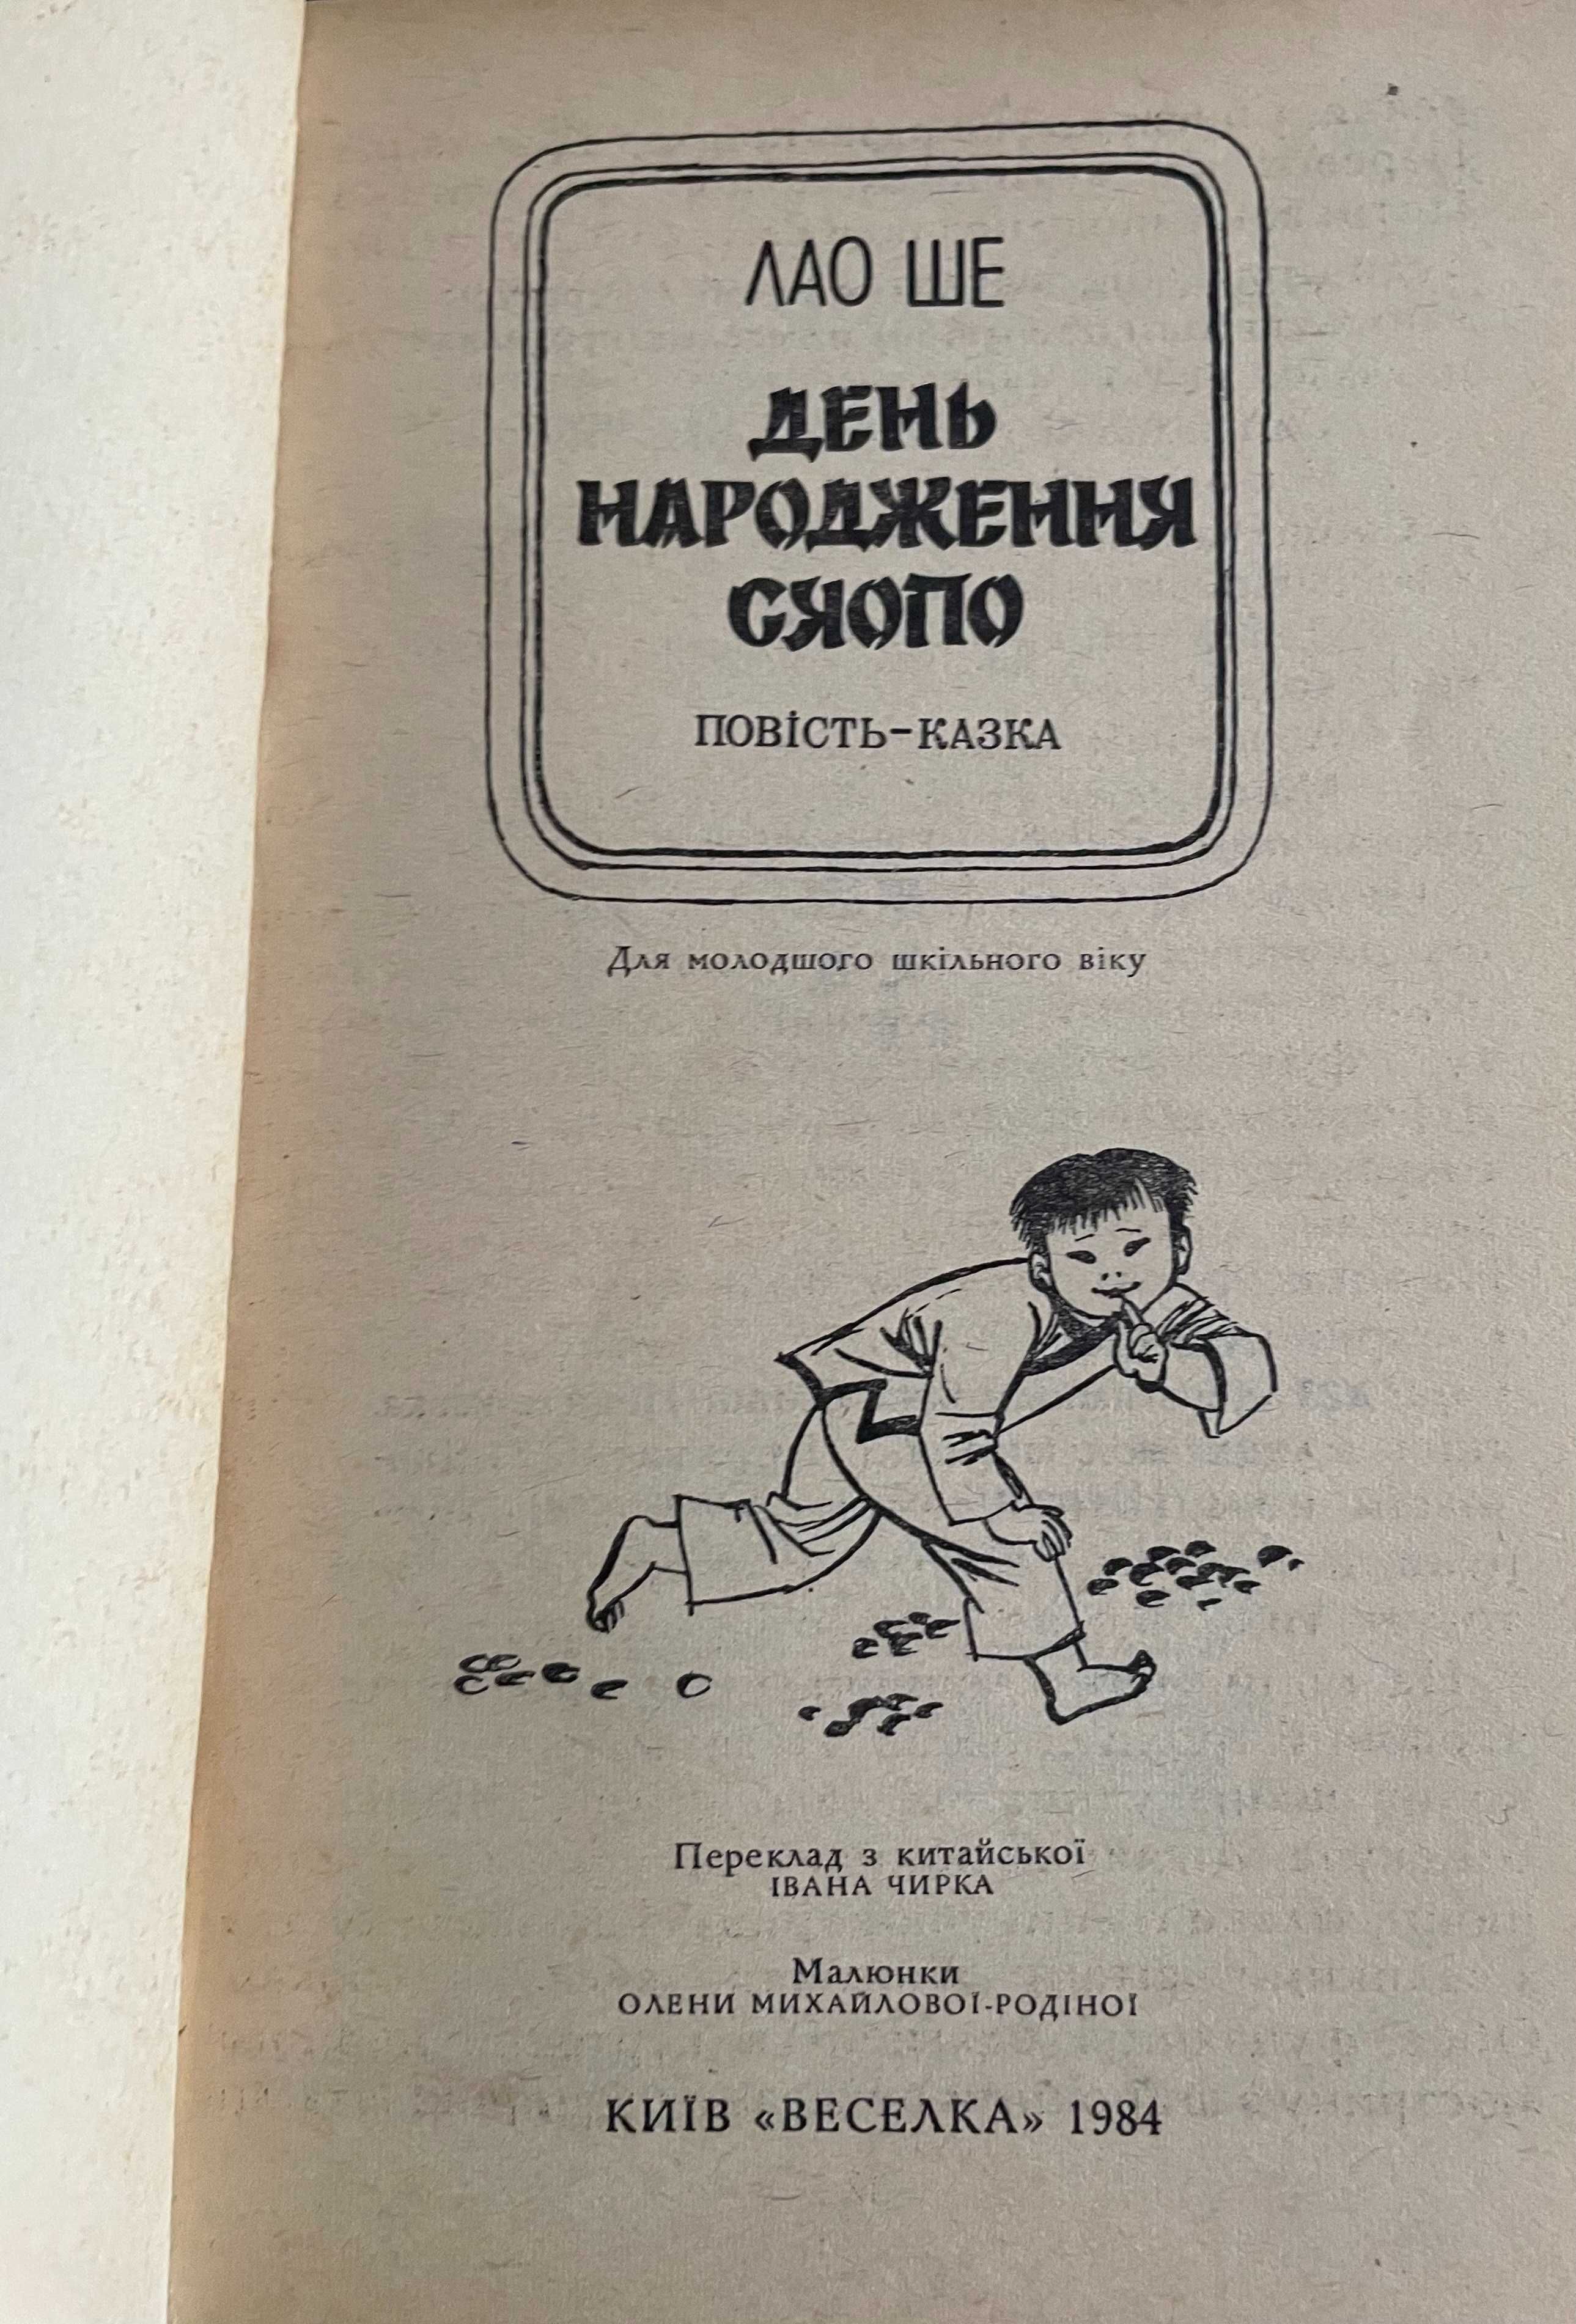 ЛАО ШЕ
ДЕНЬ
НАРОДЖЕННЯ
СЯОПО
ПОВІСТЬ-КАЗКА
Для молодшого шкільного віку
Переклад з китайської
ІВАНА ЧИРКА
Малюнки
ОЛЕНИ МИХАЙЛОВОЇ-РОДІНОЇ
КИЇВ «ВЕСЕЛКА» 1984